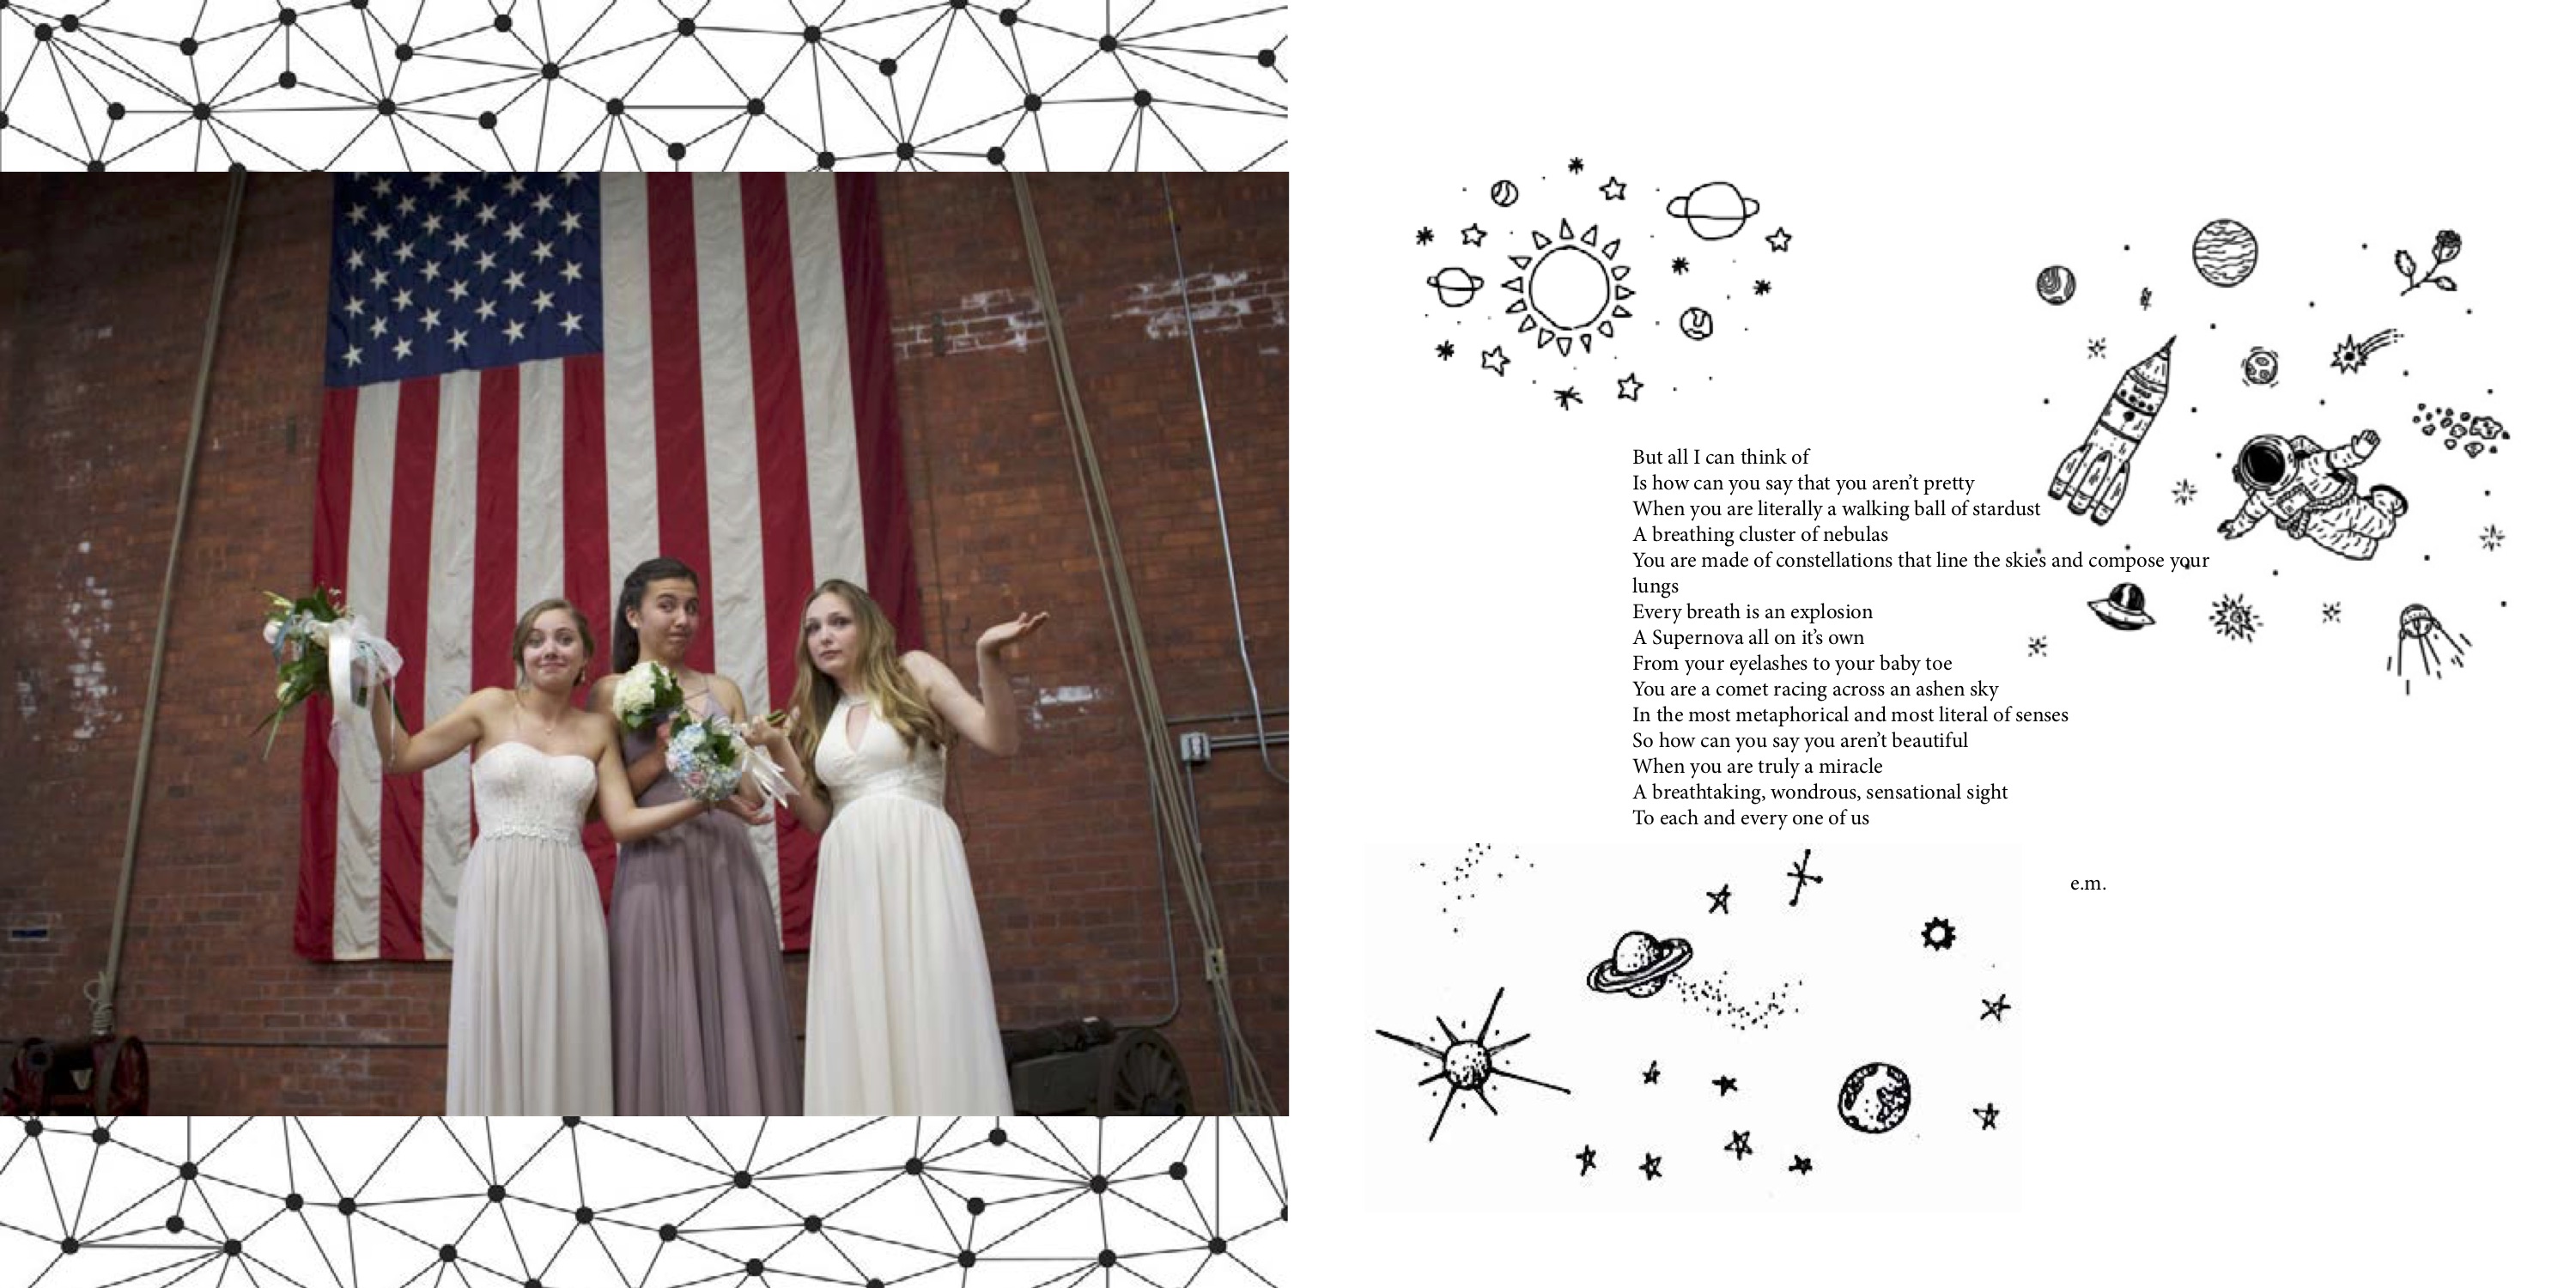 But all I can think of
Is how can you say that you aren’t pretty
When you are literally a walking ball of stardust
A breathing cluster of nebulas
You are made of constellations that line the skies and compose your
lungs
Every breath is an explosion
A Supernova all on it’s own
From your eyelashes to your baby toe
You are a comet racing across an ashen sky
In the most metaphorical and most literal of senses
So how can you say you aren’t beautiful
When you are truly a miracle
A breathtaking, wondrous, sensational sight
To each and every one of us
e.m.